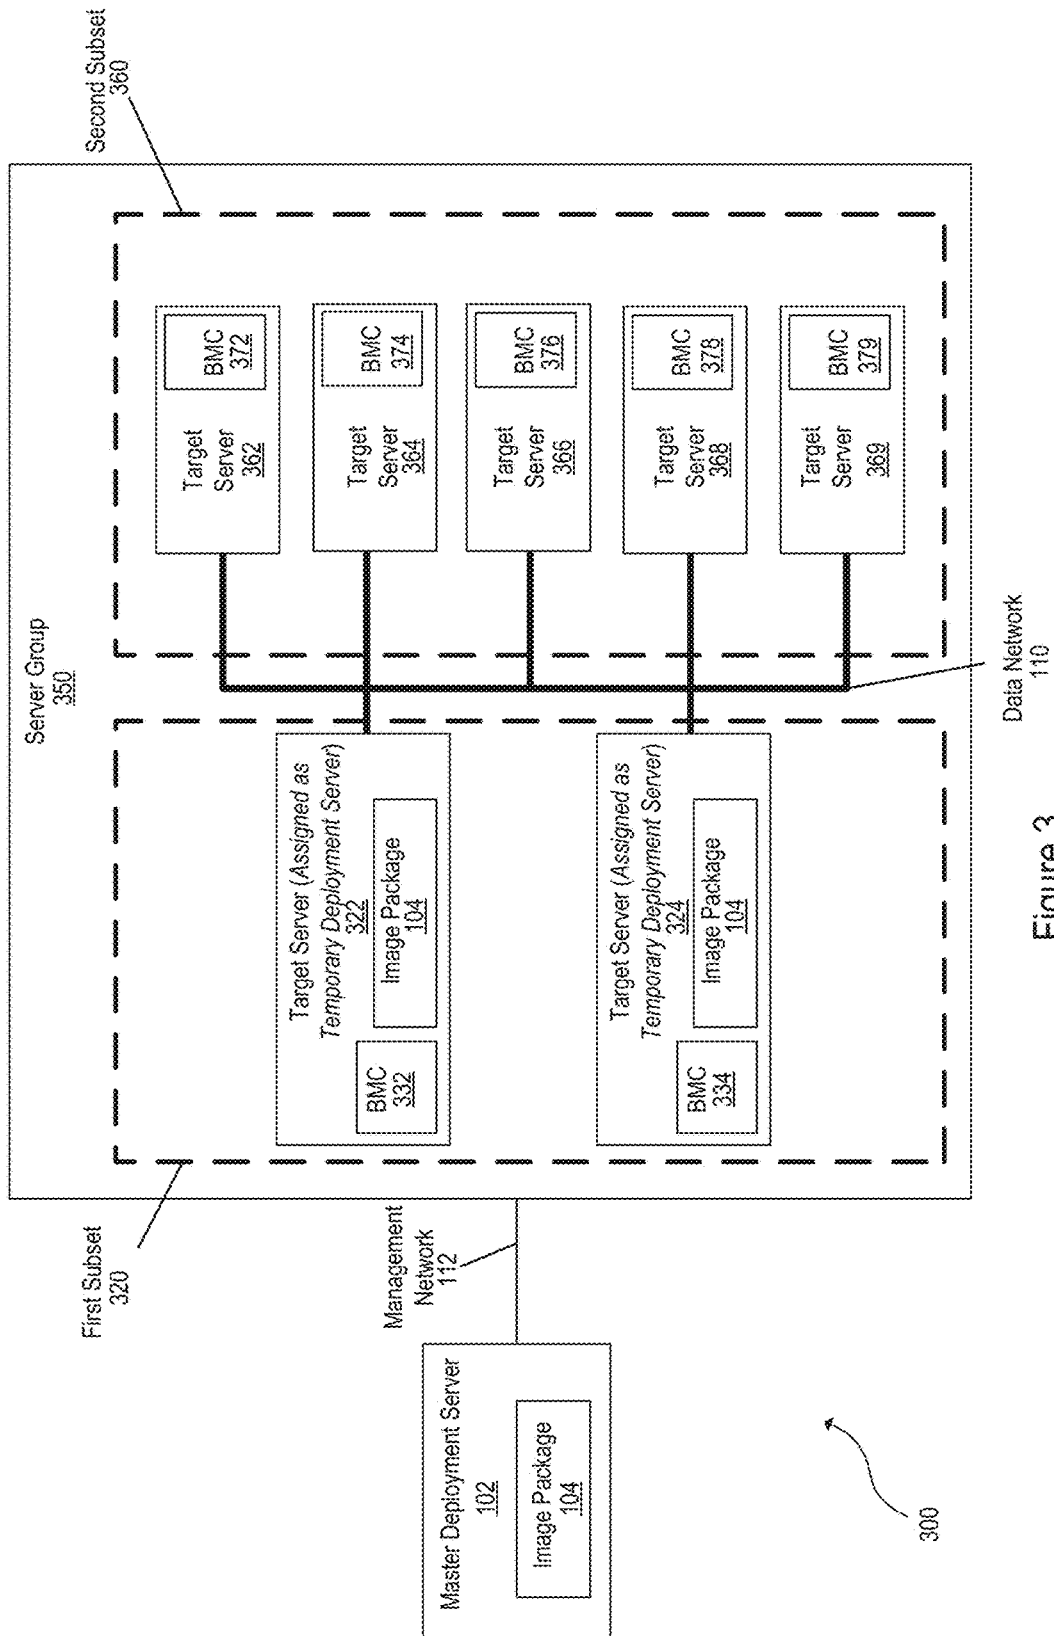 Server Group
350
First Subset
320
Second Subset
360
Master Deployment Server
102
Image Package
104
Management
Network
112
Target Server (Assigned as
Temporary Deployment Server)
322
Image Package
104
BMC
332
Target Server (Assigned as
Temporary Deployment Server)
324
Image Package
104
BMC
334
Target
Server
362
BMC
372
Target
Server
364
BMC
374
Target
Server
366
BMC
376
Target
Server
368
BMC
378
Target
Server
369
BMC
379
Data Network
110
300
Figure 3